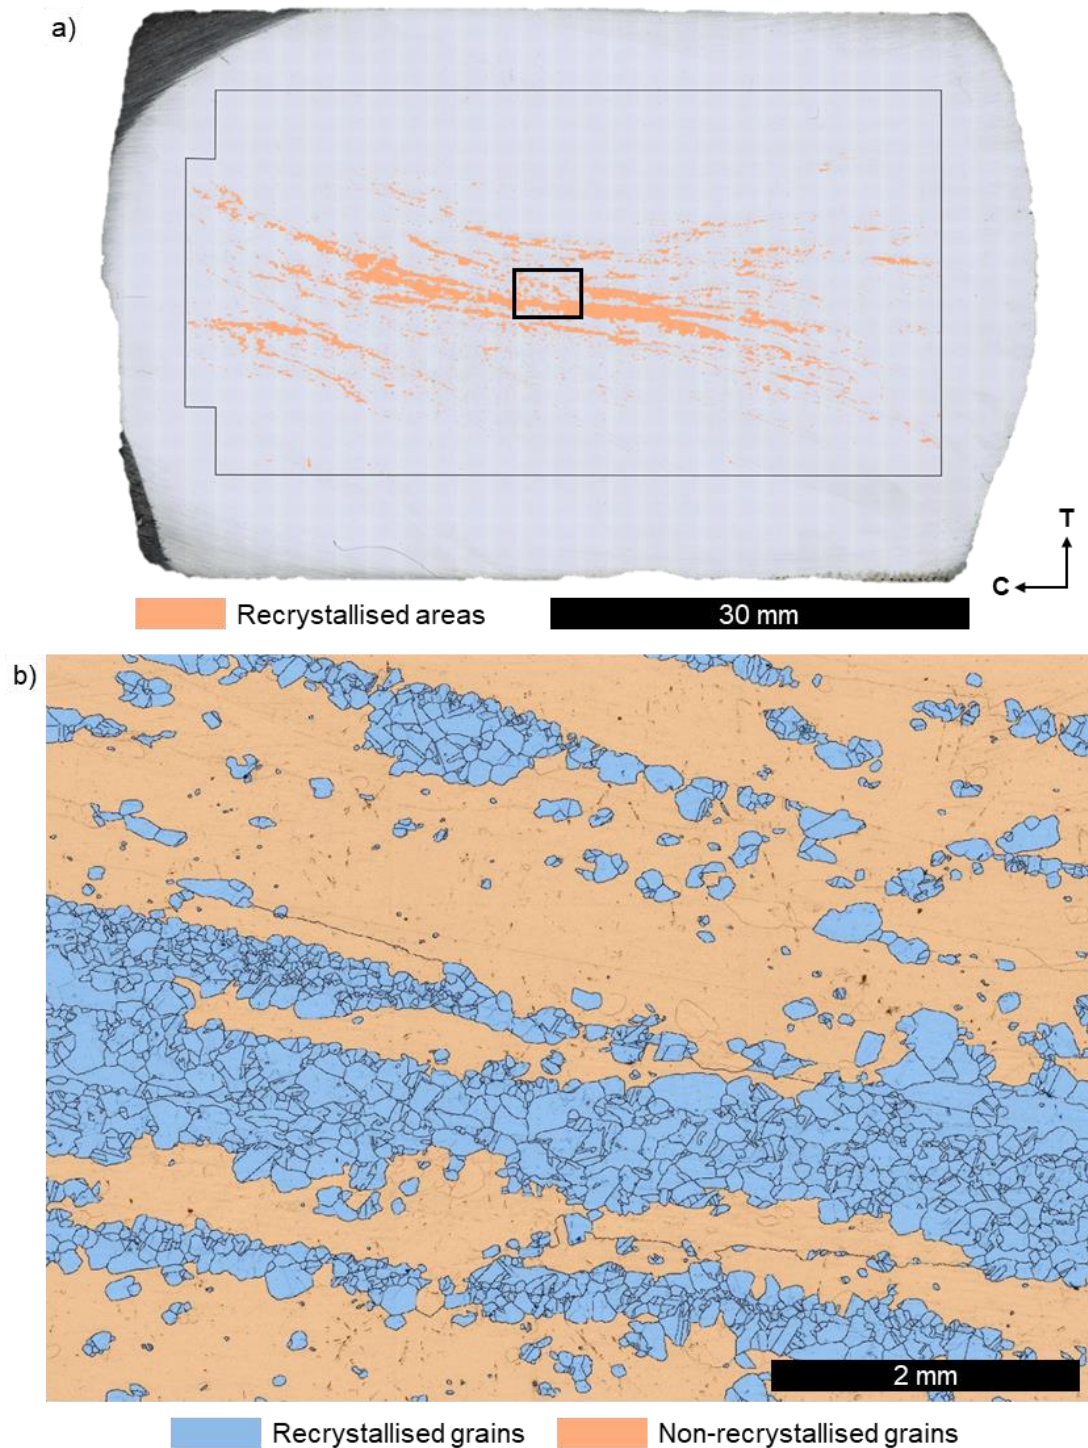 a)
T
C
Recrystallised areas
30 mm
b)
2 mm
Recrystallised grains
Non-recrystallised grains